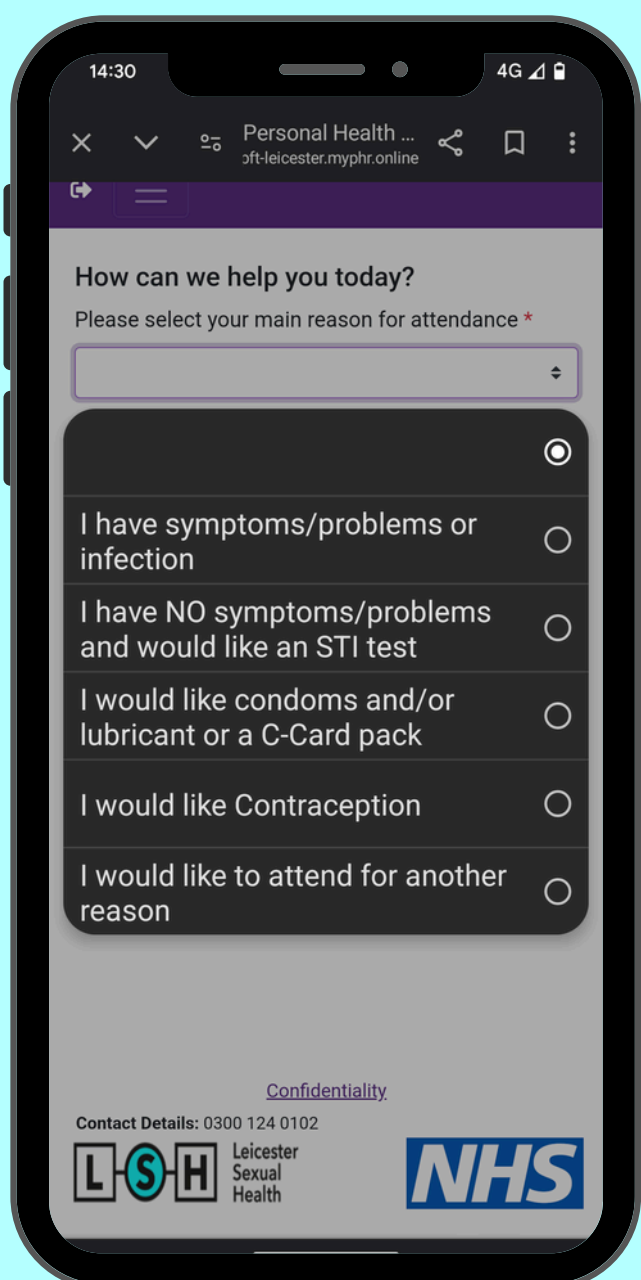 14:30
4G
Personal Health ...
oft-leicester.myphr.online
How can we help you today?
Please select your main reason for attendance *
I have symptoms/problems or
infection
I have NO symptoms/problems
and would like an STI test
I would like condoms and/or
lubricant or a C-Card pack
I would like Contraception
I would like to attend for another
reason
Confidentiality
Contact Details: 0300 124 0102
LSH
Leicester
Sexual
Health
NHS